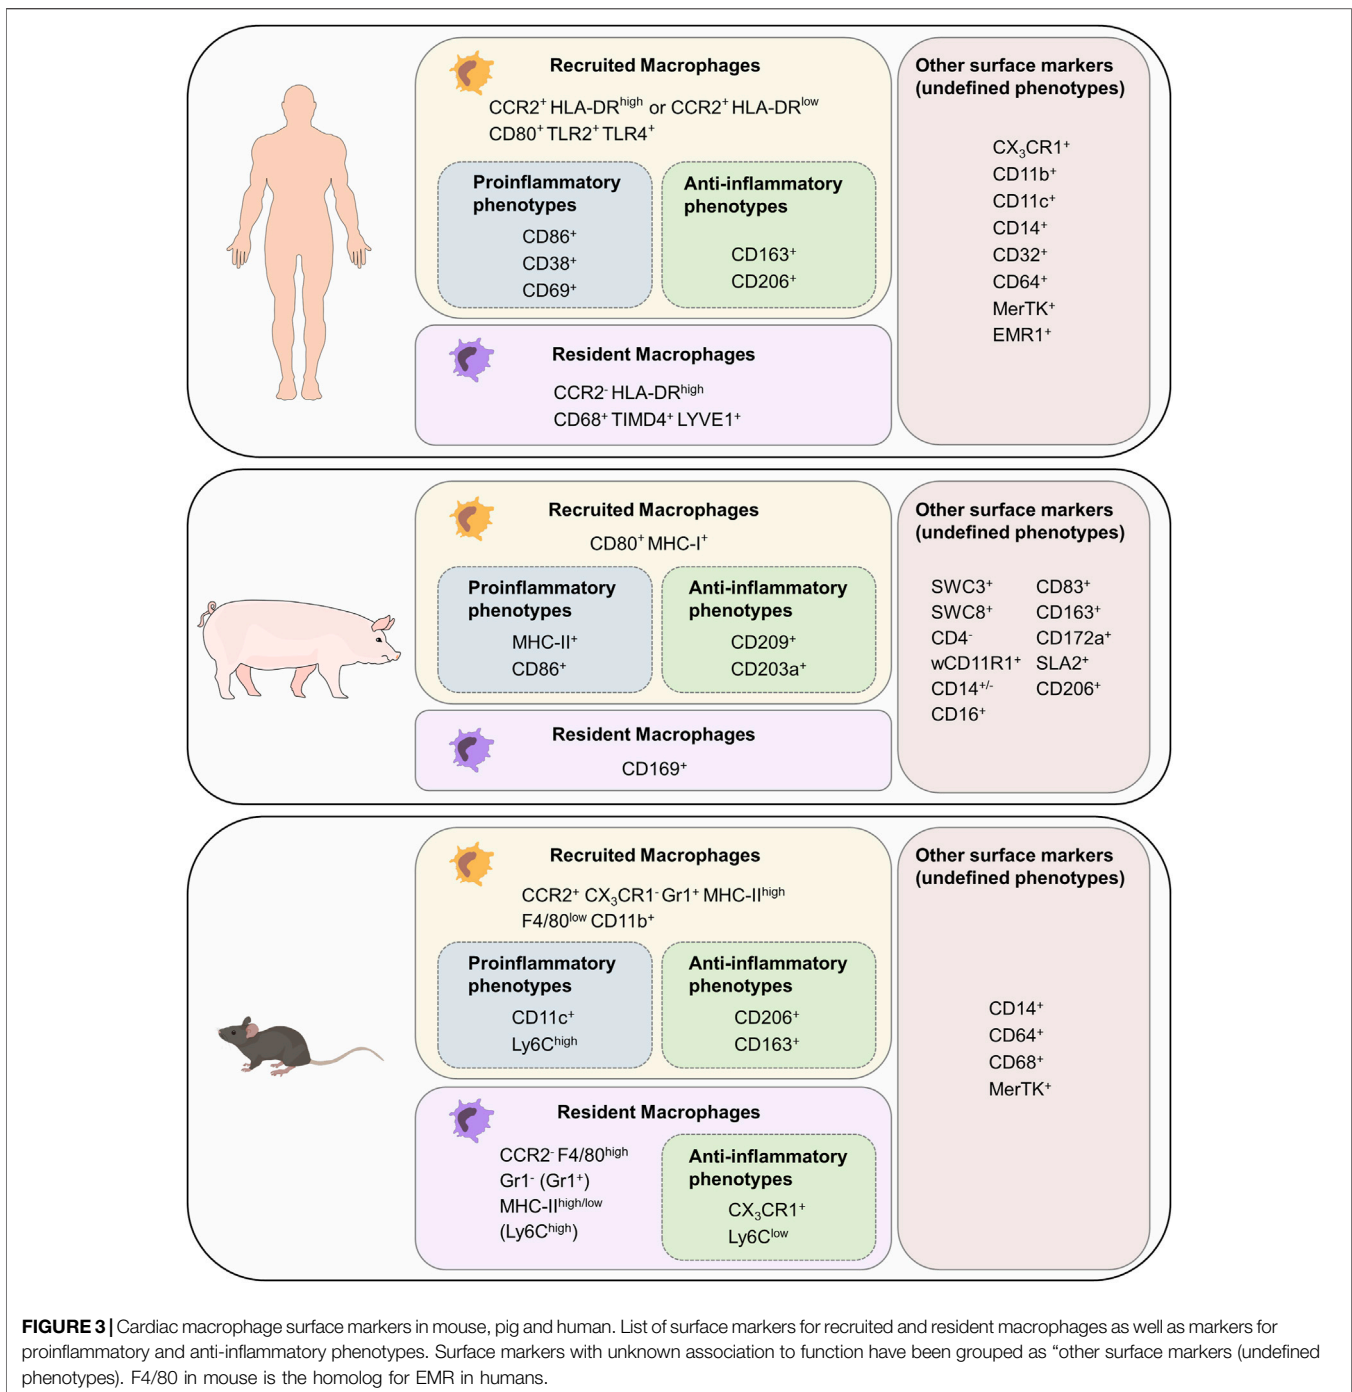 Recruited Macrophages
CCR2⁺ HLA-DRʰⁱᵍʰ or CCR2⁺ HLA-DRˡᵒʷ
CD80⁺ TLR2⁺ TLR4⁺
Proinflammatory
phenotypes
CD86⁺
CD38⁺
CD69⁺
Anti-inflammatory
phenotypes
CD163⁺
CD206⁺
Resident Macrophages
CCR2⁻ HLA-DRʰⁱᵍʰ
CD68⁺ TIMD4⁺ LYVE1⁺
Other surface markers
(undefined phenotypes)
CX₃CR1⁺
CD11b⁺
CD11c⁺
CD14⁺
CD32⁺
CD64⁺
MerTK⁺
EMR1⁺
Recruited Macrophages
CD80⁺ MHC-I⁺
Proinflammatory
phenotypes
MHC-II⁺
CD86⁺
Anti-inflammatory
phenotypes
CD209⁺
CD203a⁺
Resident Macrophages
CD169⁺
Other surface markers
(undefined phenotypes)
SWC3⁺
SWC8⁺
CD4⁻
wCD11R1⁺
CD14⁺/⁻
CD16⁺
CD83⁺
CD163⁺
CD172a⁺
SLA2⁺
CD206⁺
Recruited Macrophages
CCR2⁺ CX₃CR1⁻ Gr1⁺ MHC-IIʰⁱᵍʰ
F4/80ˡᵒʷ CD11b⁺
Proinflammatory
phenotypes
CD11c⁺
Ly6Cʰⁱᵍʰ
Anti-inflammatory
phenotypes
CD206⁺
CD163⁺
Resident Macrophages
CCR2⁻ F4/80ʰⁱᵍʰ
Gr1⁻ (Gr1⁺)
MHC-IIʰⁱᵍʰ/ˡᵒʷ
(Ly6Cʰⁱᵍʰ)
Anti-inflammatory
phenotypes
CX₃CR1⁺
Ly6Cˡᵒʷ
Other surface markers
(undefined phenotypes)
CD14⁺
CD64⁺
CD68⁺
MerTK⁺
FIGURE 3 | Cardiac macrophage surface markers in mouse, pig and human. List of surface markers for recruited and resident macrophages as well as markers for
proinflammatory and anti-inflammatory phenotypes. Surface markers with unknown association to function have been grouped as “other surface markers (undefined
phenotypes). F4/80 in mouse is the homolog for EMR in humans.